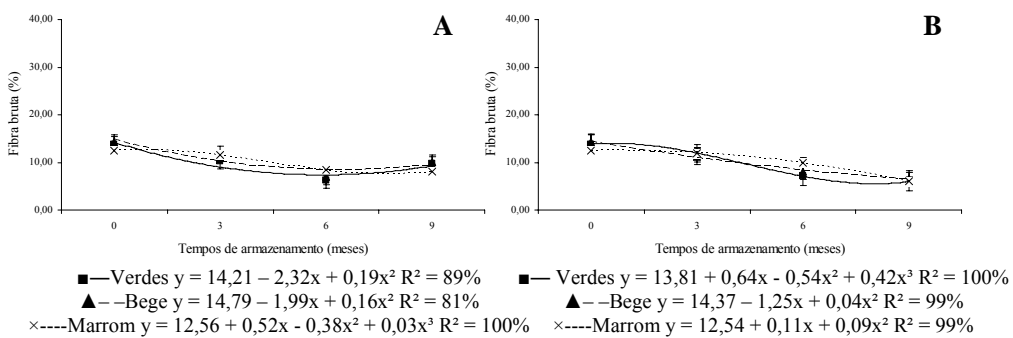 A
40,00
30,00
20,00
10,00
0,00
Fibra bruta (%)
0 3 6 9
Tempos de armazenamento (meses)
■—Verdes y = 14,21 – 2,32x + 0,19x² R² = 89%
▲– –Bege y = 14,79 – 1,99x + 0,16x² R² = 81%
×----Marrom y = 12,56 + 0,52x - 0,38x² + 0,03x³ R² = 100%
B
40,00
30,00
20,00
10,00
0,00
Fibra bruta (%)
0 3 6 9
Tempos de armazenamento (meses)
■— Verdes y = 13,81 + 0,64x - 0,54x² + 0,42x³ R² = 100%
▲– –Bege y = 14,37 – 1,25x + 0,04x² R² = 99%
×----Marrom y = 12,54 + 0,11x + 0,09x² R² = 99%